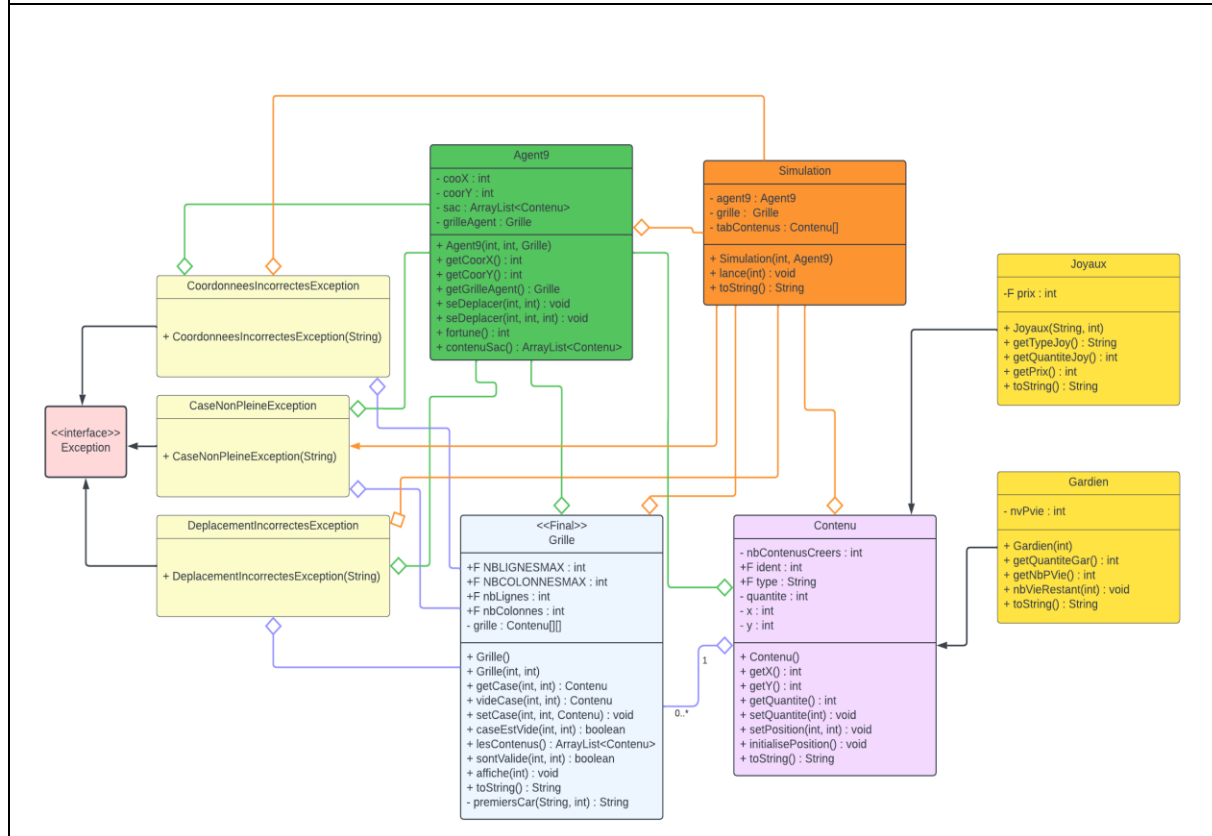 Agent9
- cooX : int
- coorY : int
- sac : ArrayList<Contenu>
- grilleAgent : Grille
+ Agent9(int, int, Grille)
+ getCoorX() : int
+ getCoorY() : int
+ getGrilleAgent() : Grille
+ seDeplacer(int, int) : void
+ seDeplacer(int, int, int) : void
+ fortune() : int
+ contenuSac() : ArrayList<Contenu>
Simulation
- agent9 : Agent9
- grille : Grille
- tabContenus : Contenu[]
+ Simulation(int, Agent9)
+ lance(int) : void
+ toString() : String
Joyaux
-F prix : int
+ Joyaux(String, int)
+ getTypeJoy() : String
+ getQuantiteJoy() : int
+ getPrix() : int
+ toString() : String
CoordonneesIncorrectesException
+ CoordonneesIncorrectesException(String)
CaseNonPleineException
+ CaseNonPleineException(String)
<<interface>>
Exception
DeplacementIncorrectesException
+ DeplacementIncorrectesException(String)
<<Final>>
Grille
+F NBLIGNESMAX : int
+F NBCOLONNESMAX : int
+F nbLignes : int
+F nbColonnes : int
- grille : Contenu[][]
+ Grille()
+ Grille(int, int)
+ getCase(int, int) : Contenu
+ videCase(int, int) : Contenu
+ setCase(int, int, Contenu) : void
+ caseEstVide(int, int) : boolean
+ lesContenus() : ArrayList<Contenu>
+ sontValide(int, int) : boolean
+ affiche(int) : void
+ toString() : String
- premiersCar(String, int) : String
1
0..*
Contenu
- nbContenusCreers : int
+F ident : int
+F type : String
- quantite : int
- x : int
- y : int
+ Contenu()
+ getX() : int
+ getY() : int
+ getQuantite() : int
+ setQuantite(int) : void
+ setPosition(int, int) : void
+ initialisePosition() : void
+ toString() : String
Gardien
- nvPvie : int
+ Gardien(int)
+ getQuantiteGar() : int
+ getNbPVie() : int
+ nbVieRestant(int) : void
+ toString() : String